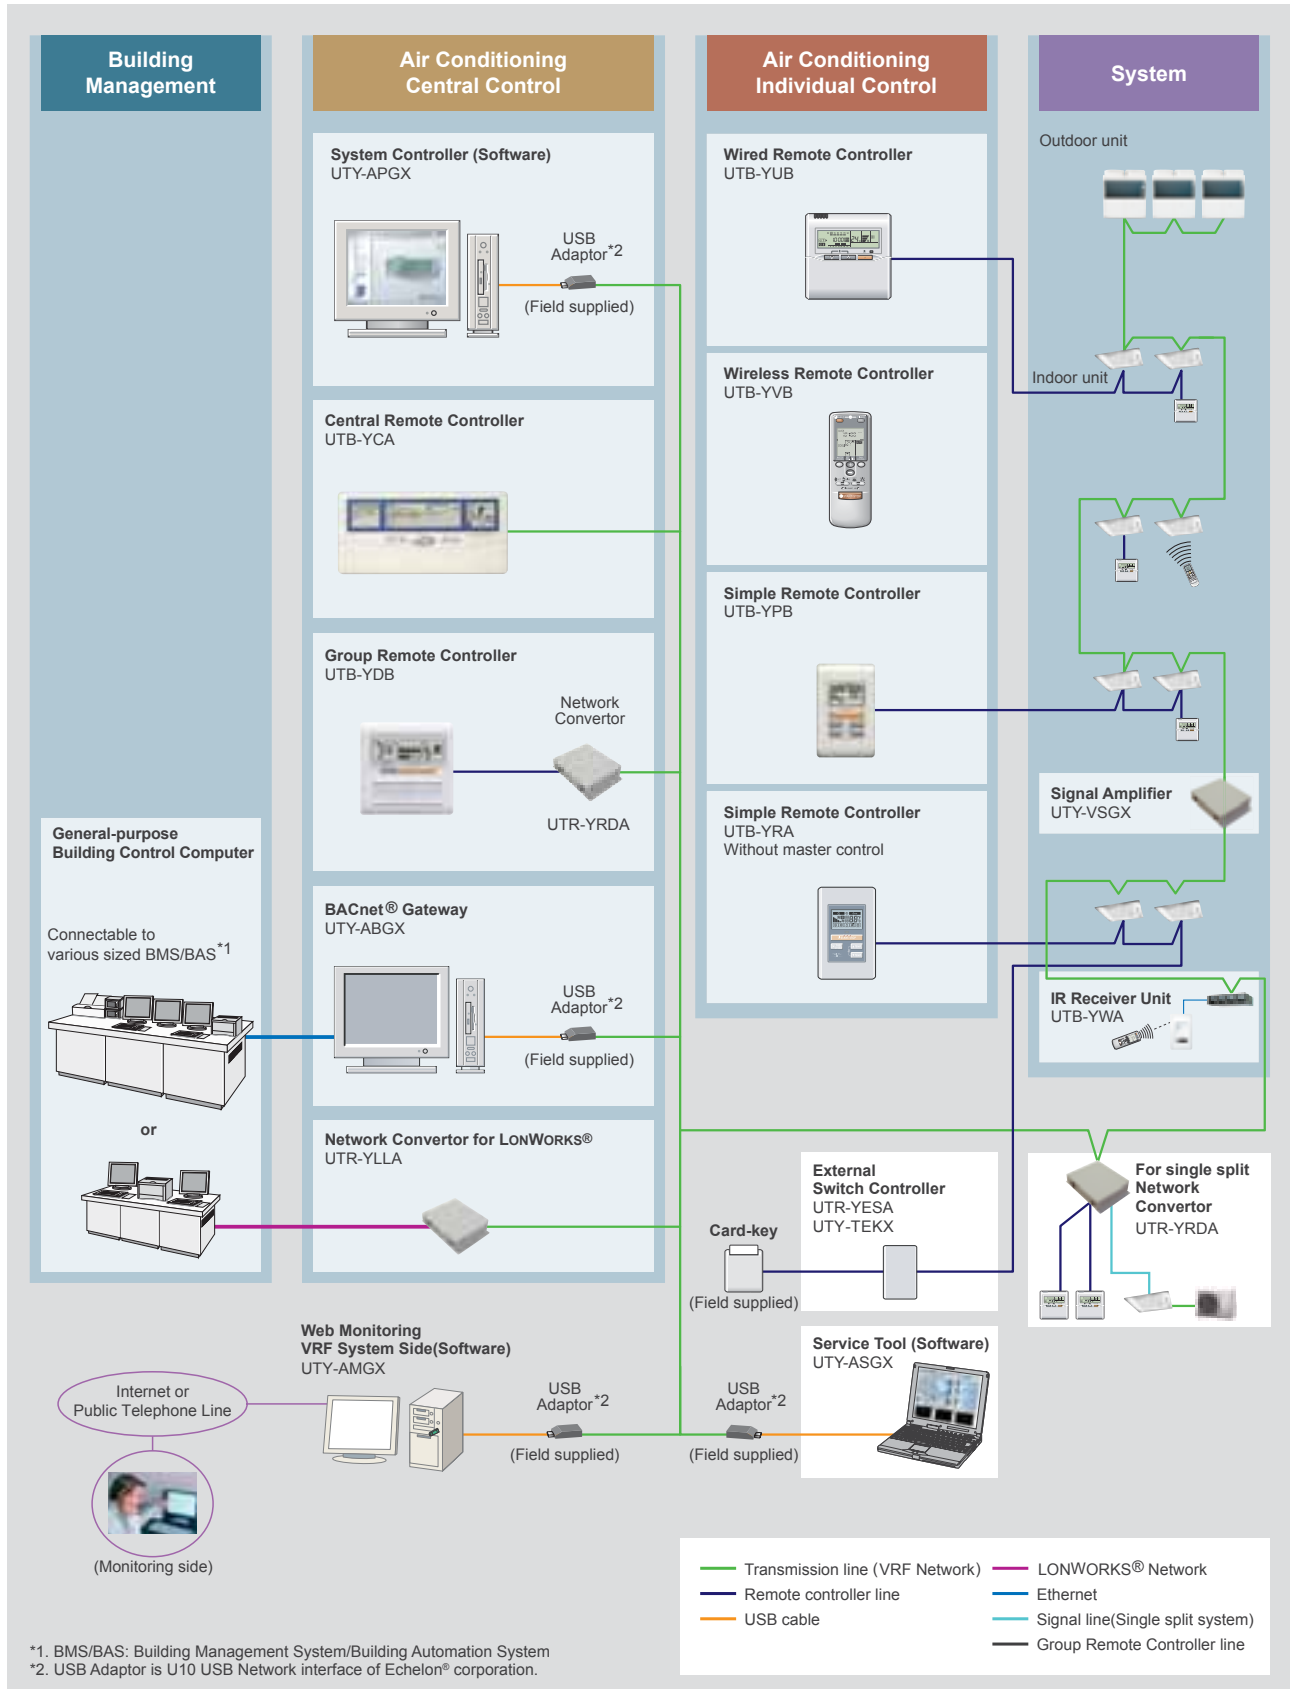 Building
Management
Air Conditioning
Central Control
Air Conditioning
Individual Control
System
System Controller (Software)
UTY-APGX
USB
Adaptor*2
(Field supplied)
Central Remote Controller
UTB-YCA
Group Remote Controller
UTB-YDB
Network
Convertor
UTR-YRDA
BACnet® Gateway
UTY-ABGX
USB
Adaptor*2
(Field supplied)
Network Convertor for LONWORKS®
UTR-YLLA
General-purpose
Building Control Computer
Connectable to
various sized BMS/BAS*1
or
Wired Remote Controller
UTB-YUB
Wireless Remote Controller
UTB-YVB
Simple Remote Controller
UTB-YPB
Simple Remote Controller
UTB-YRA
Without master control
Outdoor unit
Indoor unit
Signal Amplifier
UTY-VSGX
IR Receiver Unit
UTB-YWA
External
Switch Controller
UTR-YESA
UTY-TEKX
Card-key
(Field supplied)
For single split
Network
Convertor
UTR-YRDA
Web Monitoring
VRF System Side(Software)
UTY-AMGX
USB
Adaptor*2
(Field supplied)
USB
Adaptor*2
(Field supplied)
Service Tool (Software)
UTY-ASGX
Internet or
Public Telephone Line
(Monitoring side)
Transmission line (VRF Network)
Remote controller line
USB cable
LONWORKS® Network
Ethernet
Signal line(Single split system)
Group Remote Controller line
*1. BMS/BAS: Building Management System/Building Automation System
*2. USB Adaptor is U10 USB Network interface of Echelon® corporation.